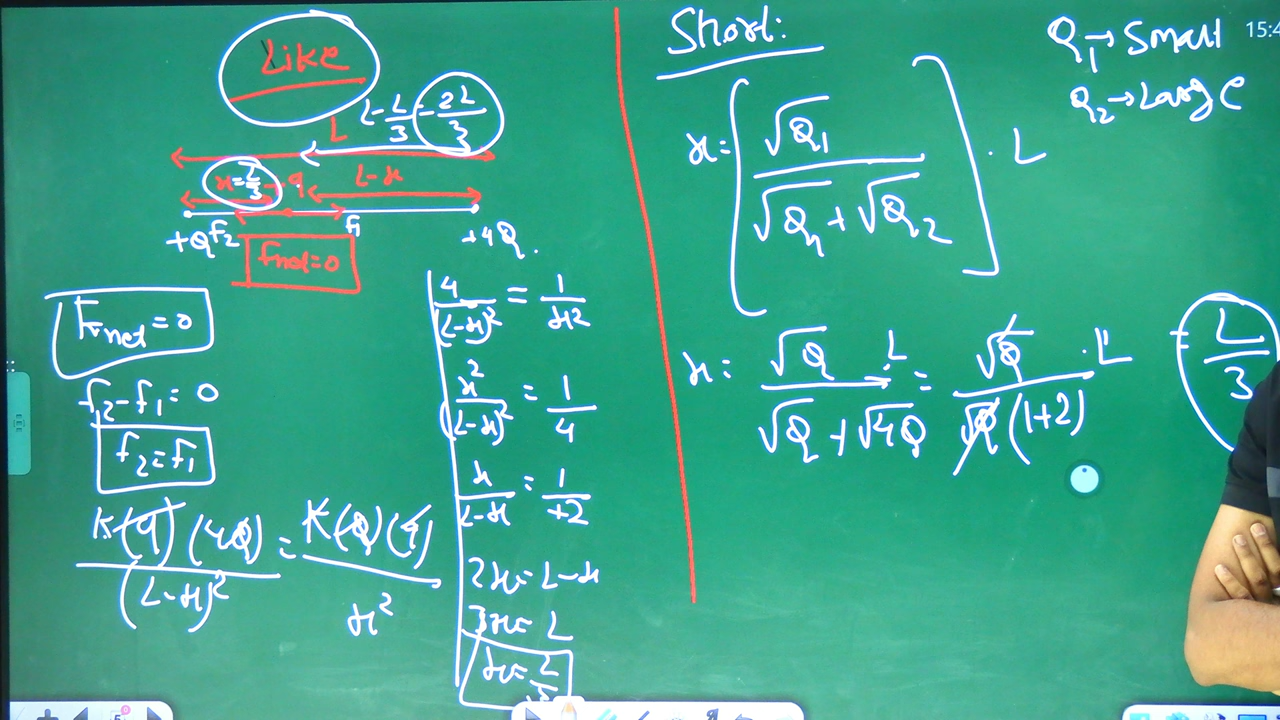 Like
L
L-L/3 = 2L/3
x=L/3
q
L-x
+Q
F2
F1
+4Q.
Fnet=0
Fnet = 0
F2-F1=0
F2=F1
K(q)(4Q)/(L-x)² = K(Q)(q)/x²
4/(L-x)² = 1/x2
x²/(L-x)² = 1/4
x/L-x = 1/+2
2x=L-x
3x=L
x=L/3
Short:
Q1→Small
Q2→Large
x=[√Q1/√Q1+√Q2].L
x= √Q/√Q+√4Q .L = √Q/√Q(1+2) .L = L/3
15:4